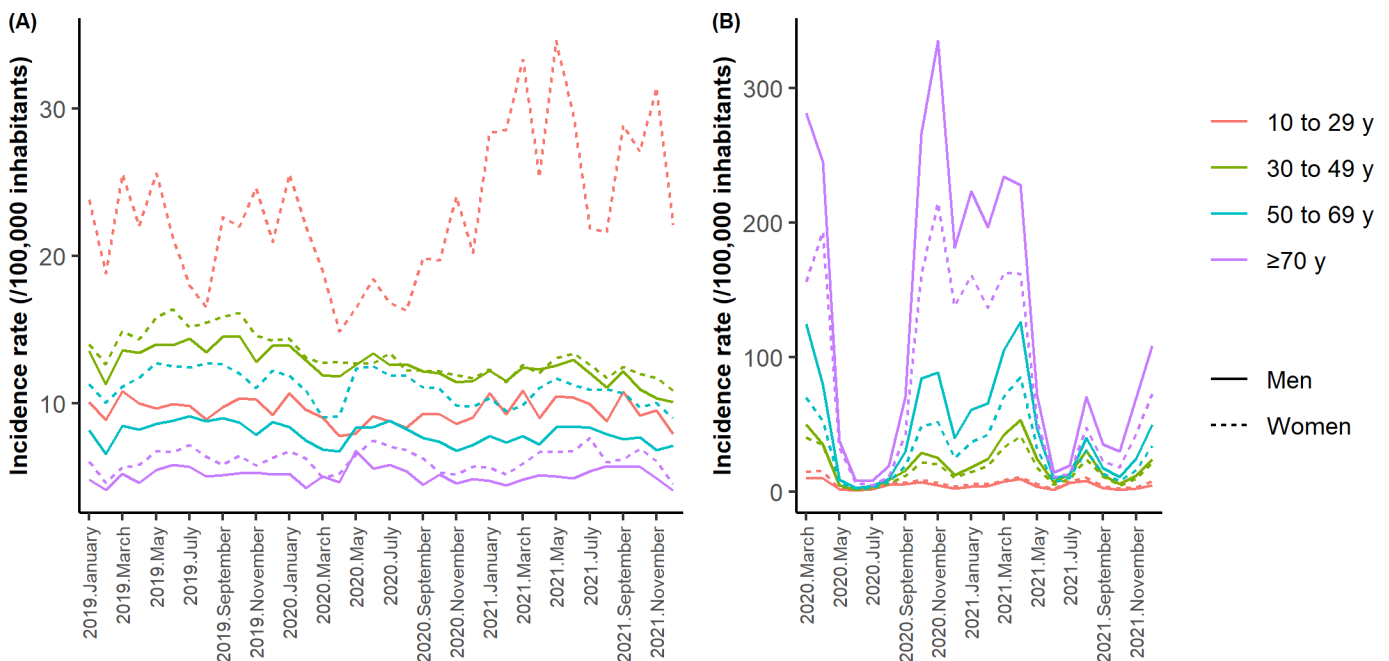 (A)
Incidence rate (/100,000 inhabitants)
30
20
10
2019.January
2019.March
2019.May
2019.July
2019.September
2019.November
2020.January
2020.March
2020.May
2020.July
2020.September
2020.November
2021.January
2021.March
2021.May
2021.July
2021.September
2021.November
(B)
Incidence rate (/100,000 inhabitants)
300
200
100
0
2020.March
2020.May
2020.July
2020.September
2020.November
2021.January
2021.March
2021.May
2021.July
2021.September
2021.November
10 to 29 y
30 to 49 y
50 to 69 y
≥70 y
Men
Women